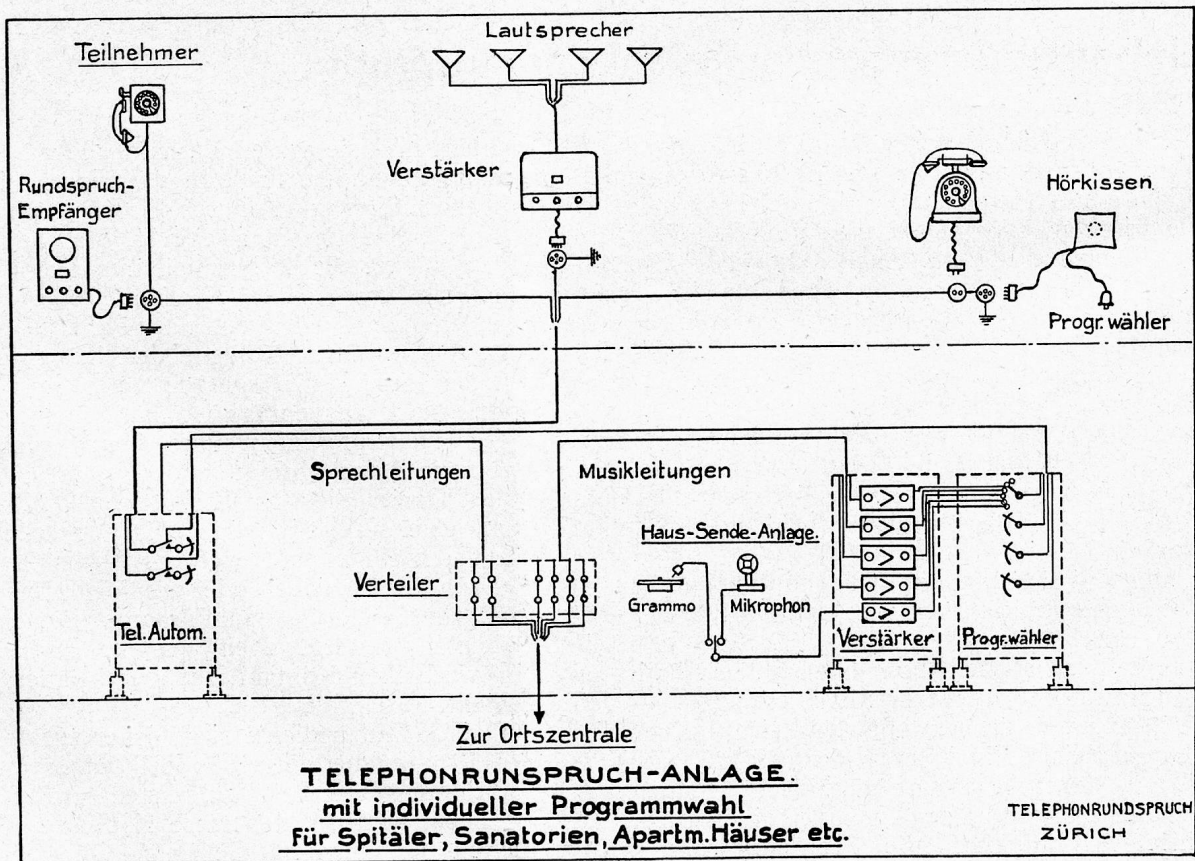 Teilnehmer
Lautsprecher
Verstärker
Rundspruch-
Empfänger
Hörkissen
Progr.wähler
Sprechleitungen
Musikleitungen
Haus-Sende-Anlage.
Verteiler
Grammo
Mikrophon
Tel.Autom.
Verstärker
Progr.wähler
Zur Ortszentrale
TELEPHONRUNSPRUCH-ANLAGE.
mit individueller Programmwahl
für Spitäler, Sanatorien, Apartm.Häuser etc.
TELEPHONRUNDSPRUCH
ZÜRICH